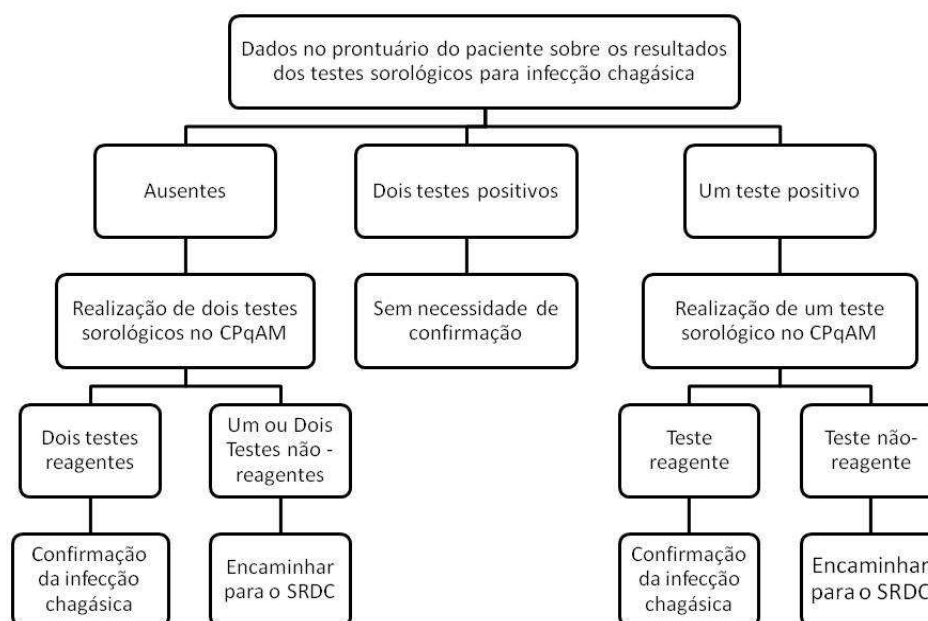 Dados no prontuário do paciente sobre os resultados
dos testes sorológicos para infecção chagásica
Ausentes
Dois testes positivos
Um teste positivo
Realização de dois testes
sorológicos no CPqAM
Sem necessidade de
confirmação
Realização de um teste
sorológico no CPqAM
Dois testes
reagentes
Um ou Dois
Testes não -
reagentes
Teste
reagente
Teste não-
reagente
Confirmação
da infecção
chagásica
Encaminhar
para o SRDC
Confirmação
da infecção
chagásica
Encaminhar
para o SRDC